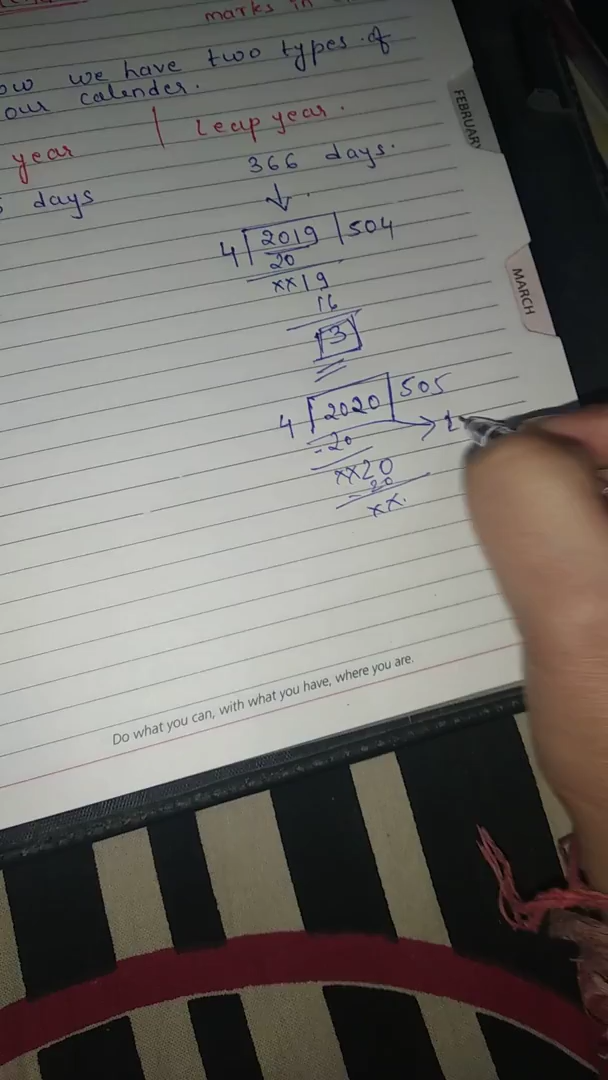 marks in
we have two types of
our calender.
year | Leap year.
days 366 days.
↓
4 | 2019 | 504
20
xx19
16
3
4 | 2020 | 505
-20 →
xx20
-20
xx.
FEBRUARY
MARCH
Do what you can, with what you have, where you are.